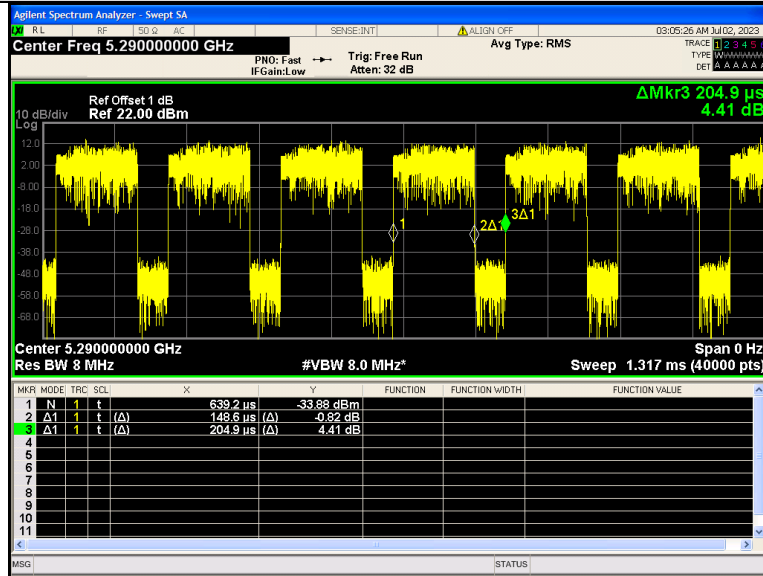 Agilent Spectrum Analyzer - Swept SA
LXI RL RF 50 Ω AC SENSE:INT ALIGN OFF 03:05:26 AM Jul 02, 2023
Center Freq 5.290000000 GHz Avg Type: RMS TRACE 1 2 3 4 5
PNO: Fast Trig: Free Run TYPE W
IFGain:Low Atten: 32 dB DET A A A A A
ΔMkr3 204.9 µs
4.41 dB
Ref Offset 1 dB
10 dB/div Ref 22.00 dBm
Log
12.0
2.00
-8.00
-18.0
-28.0
-38.0
-48.0
-58.0
-68.0
1
2Δ1
3Δ1
Center 5.290000000 GHz Span 0 Hz
Res BW 8 MHz #VBW 8.0 MHz* Sweep 1.317 ms (40000 pts)
MKR MODE TRC SCL X Y FUNCTION FUNCTION WIDTH FUNCTION VALUE
1 N 1 t 639.2 µs -33.88 dBm
2 Δ1 1 t (Δ) 148.6 µs (Δ) -0.82 dB
3 Δ1 1 t (Δ) 204.9 µs (Δ) 4.41 dB
4
5
6
7
8
9
10
11
MSG STATUS